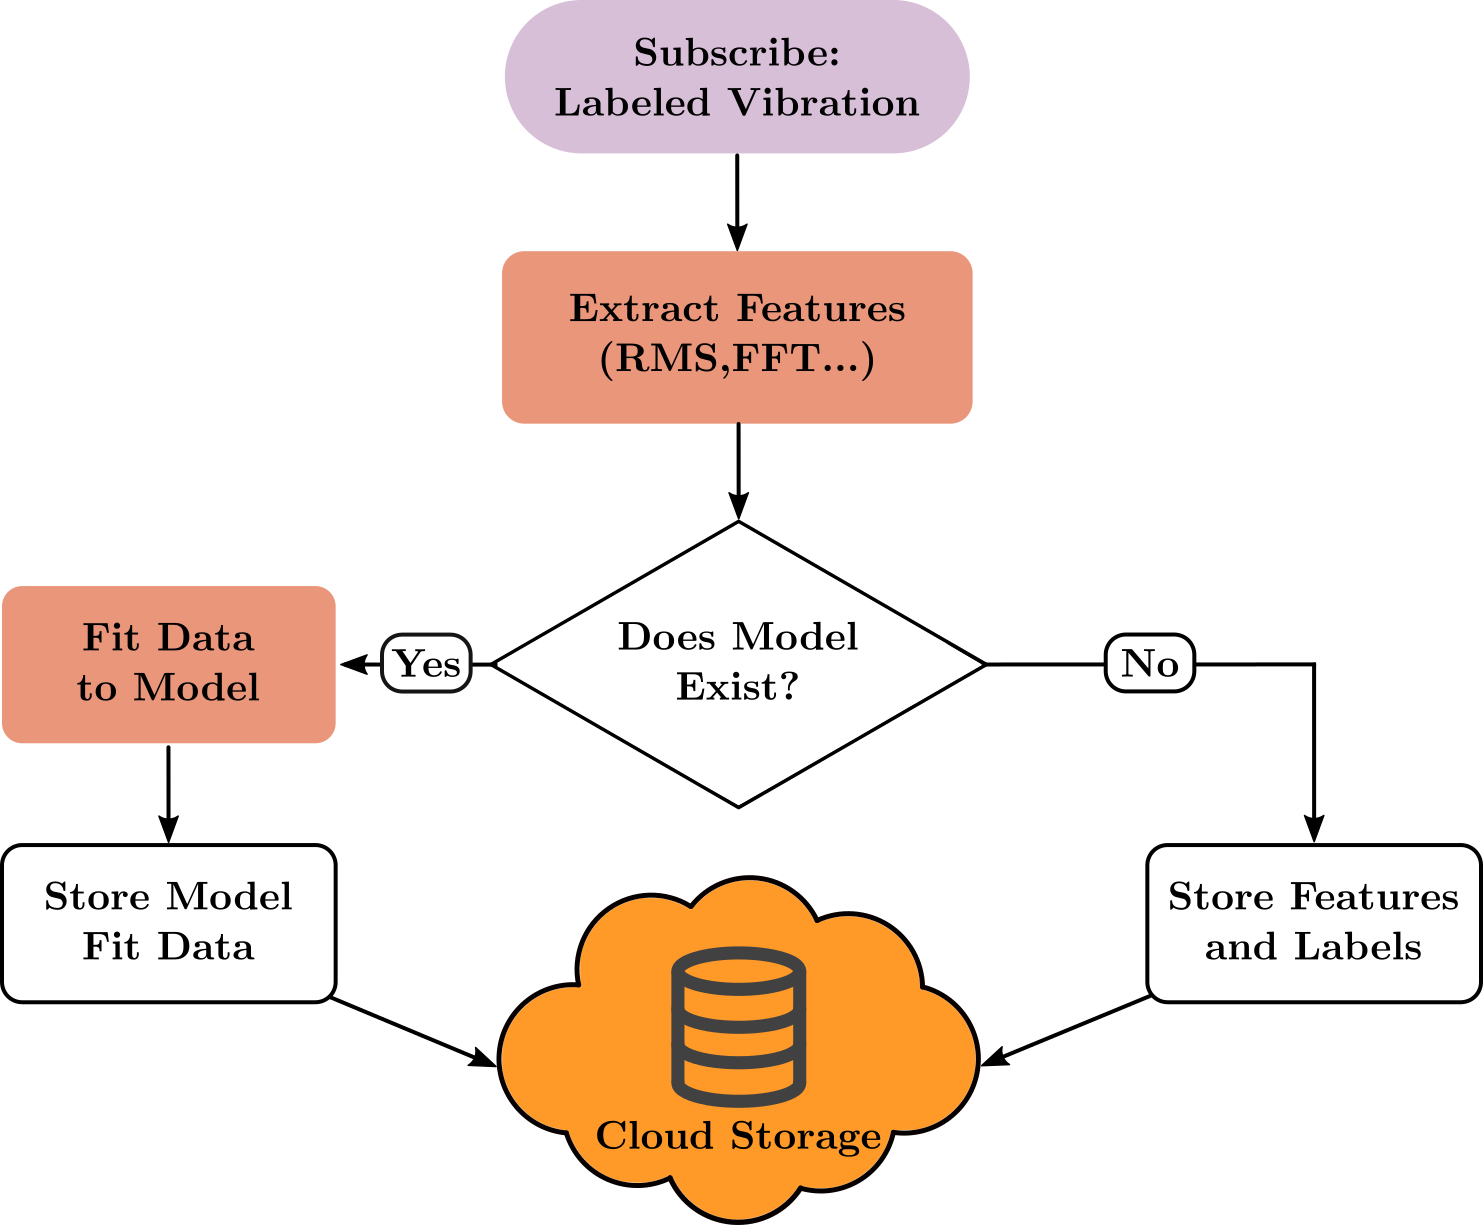 Subscribe:
Labeled Vibration
Extract Features
(RMS,FFT...)
Does Model
Exist?
Yes
No
Fit Data
to Model
Store Model
Fit Data
Store Features
and Labels
Cloud Storage